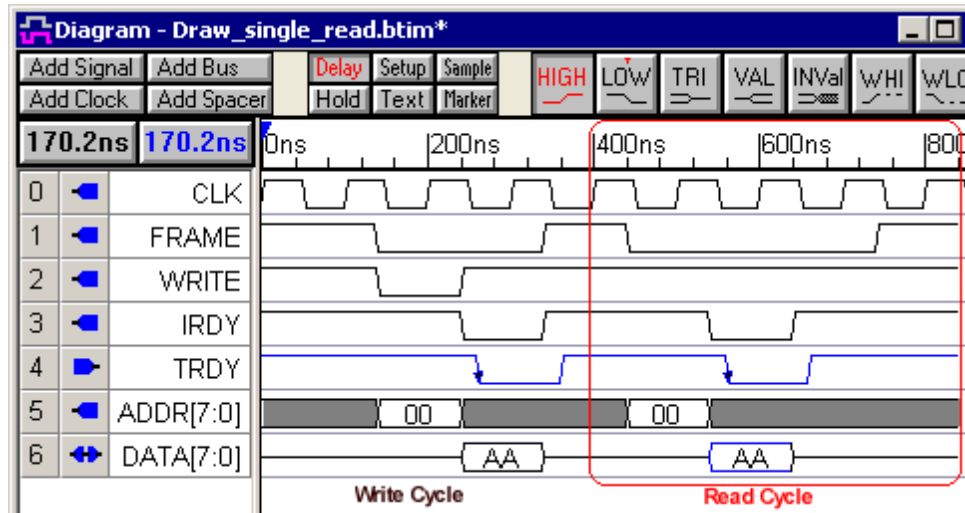 Diagram - Draw_single_read.btim*
Add Signal Add Bus Delay Setup Sample HIGH LOW TRI VAL INVal WHI WLO
Add Clock Add Spacer Hold Text Marker
170.2ns 170.2ns 0ns 200ns 400ns 600ns 800
0 CLK
1 FRAME
2 WRITE
3 IRDY
4 TRDY
5 ADDR[7:0] 00 00
6 DATA[7:0] AA AA
Write Cycle Read Cycle